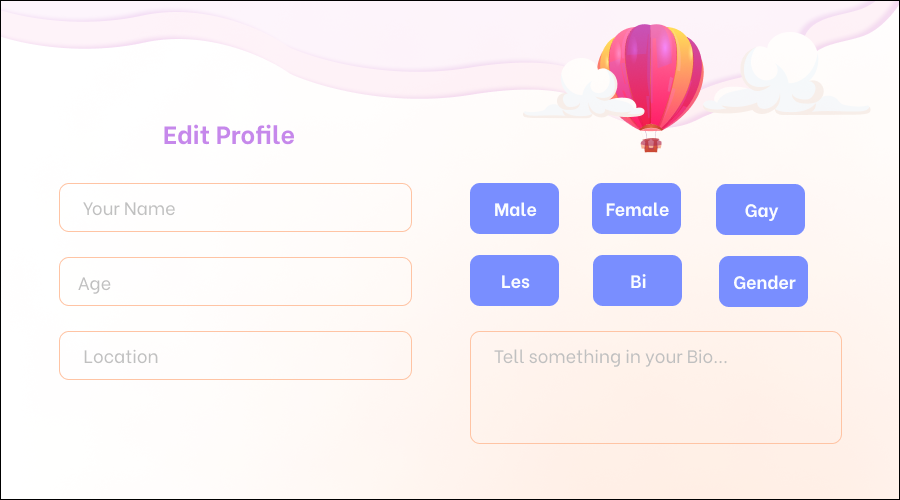 Edit Profile
Your Name
Age
Location
Male Female Gay
Les Bi Gender
Tell something in your Bio...